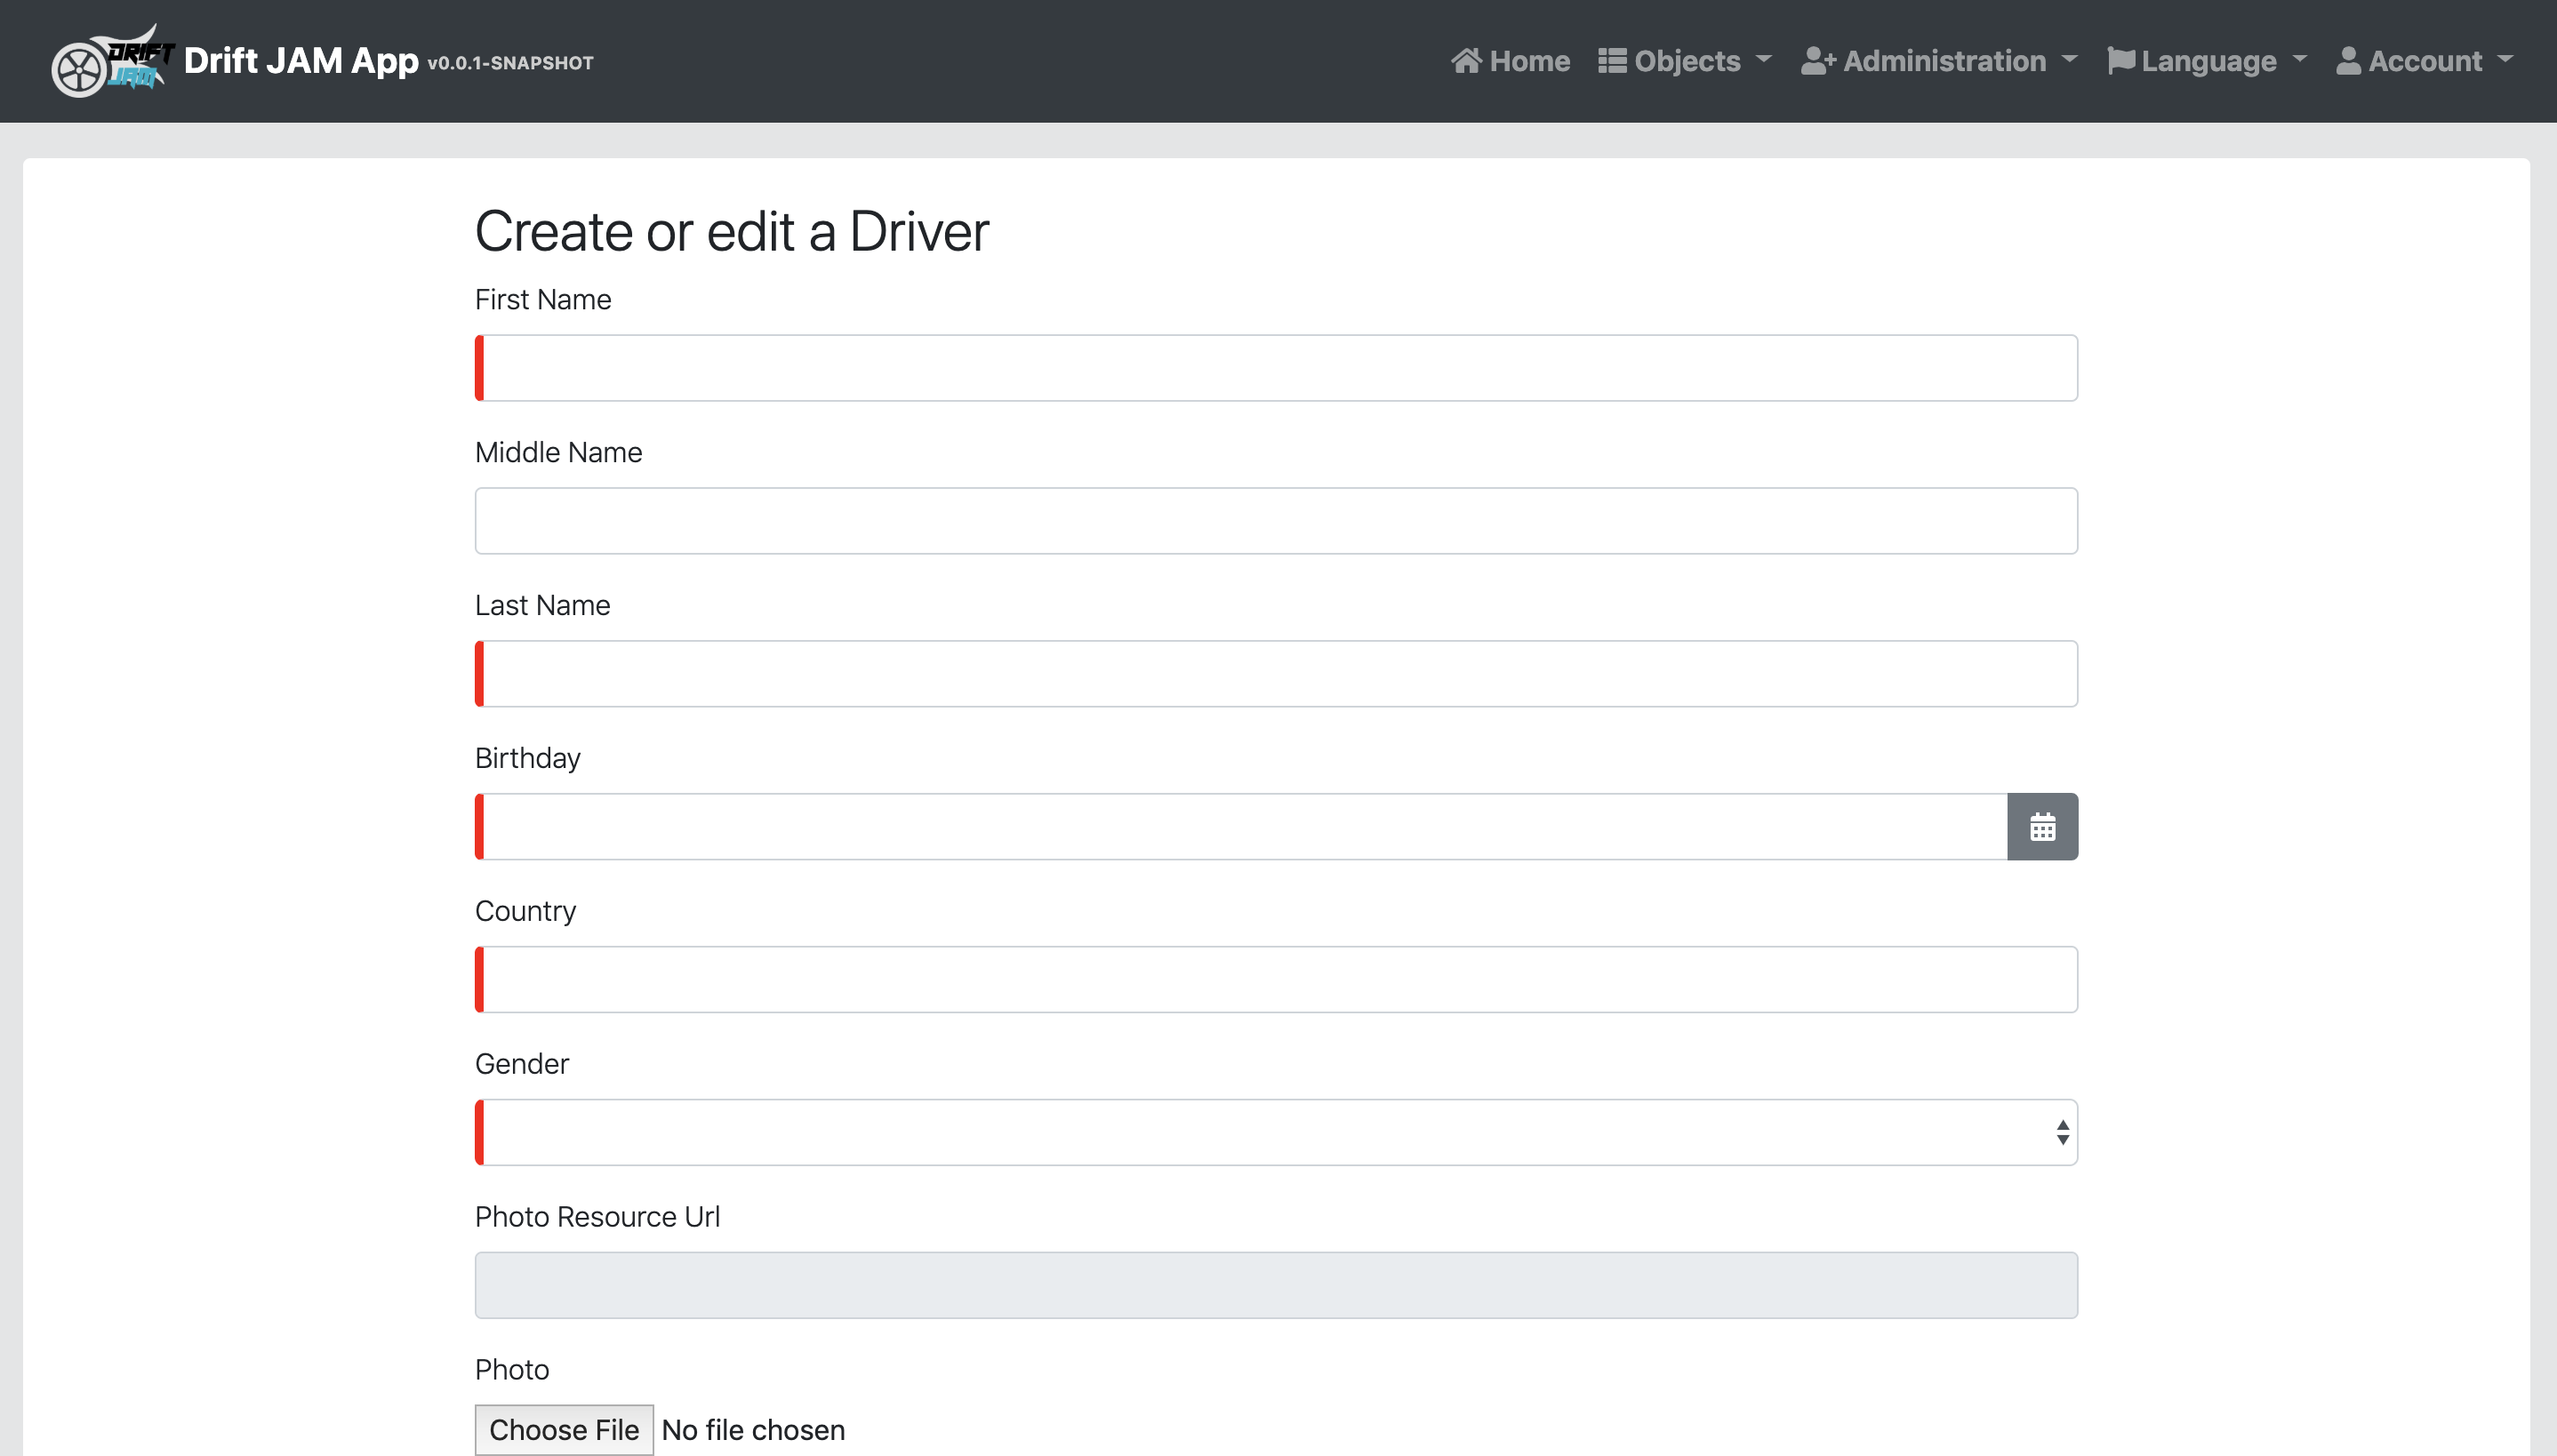 DRIFT
JAM
Drift JAM App v0.0.1-SNAPSHOT
Home Objects Administration Language Account
Create or edit a Driver
First Name
Middle Name
Last Name
Birthday
Country
Gender
Photo Resource Url
Photo
Choose File No file chosen